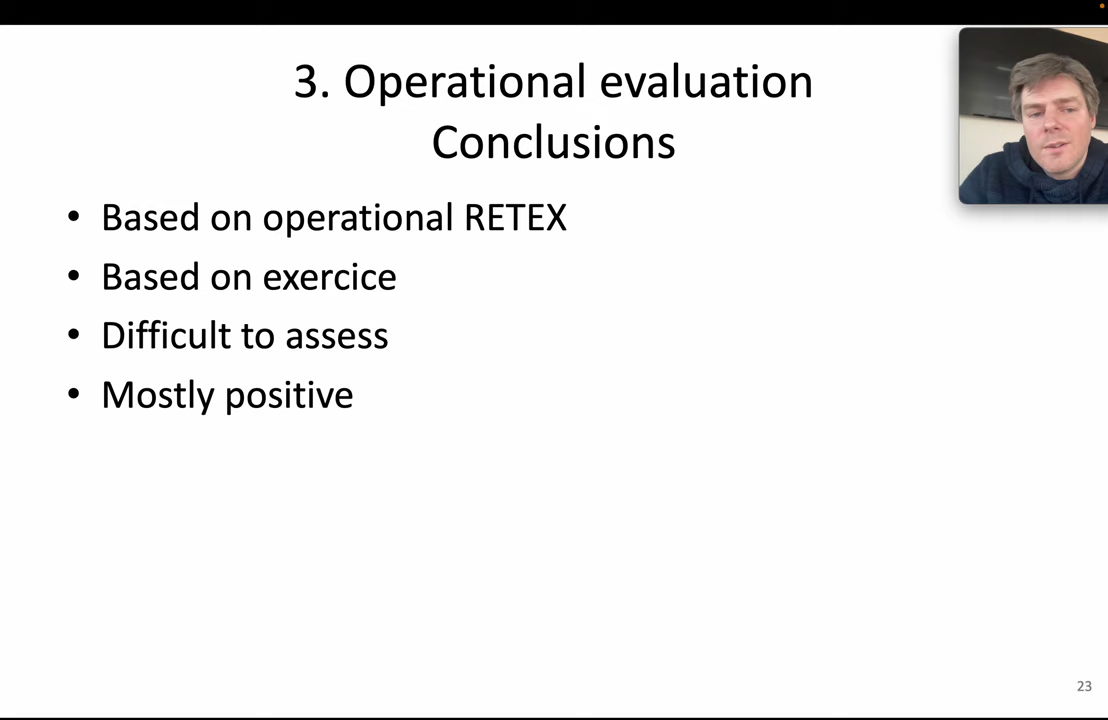 3. Operational evaluation
Conclusions
• Based on operational RETEX
• Based on exercice
• Difficult to assess
• Mostly positive
23